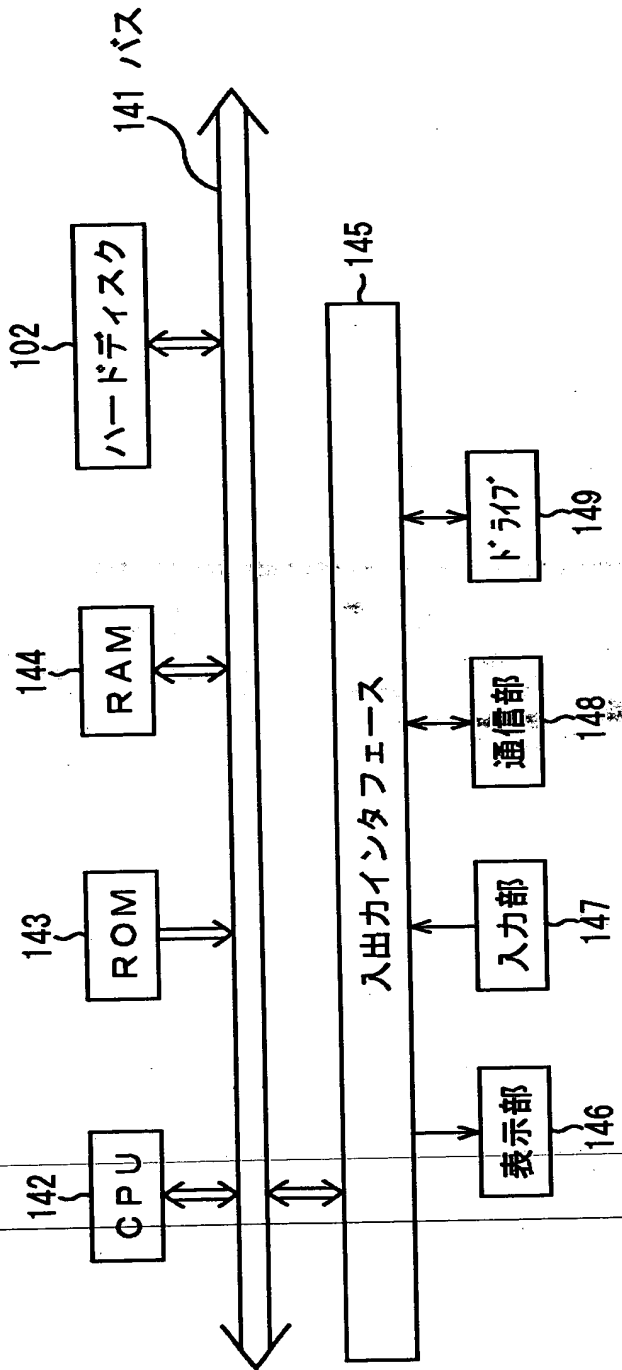 142
CPU
143
ROM
144
RAM
102
ハードディスク
141 バス
入出力インタフェース
145
表示部
146
入力部
147
通信部
148
ドライブ
149